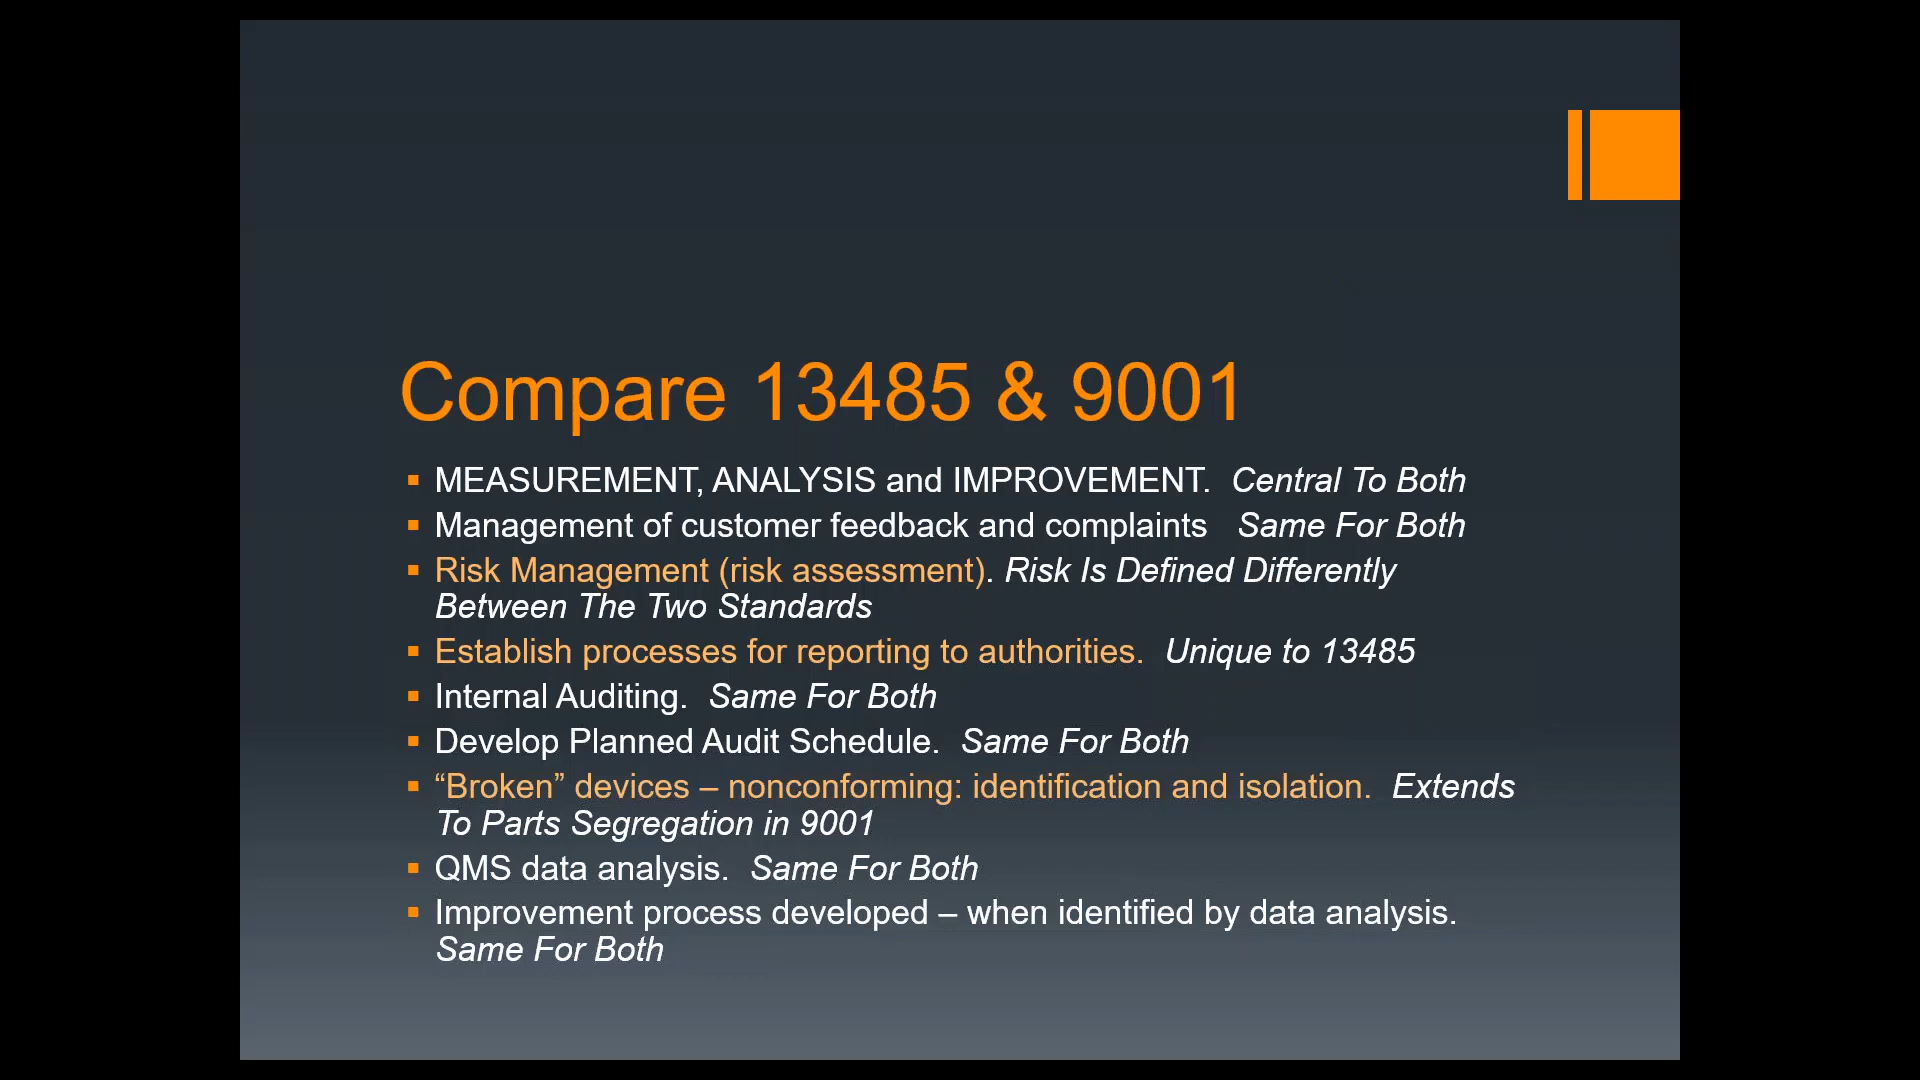 Compare 13485 & 9001
MEASUREMENT, ANALYSIS and IMPROVEMENT. Central To Both
Management of customer feedback and complaints Same For Both
Risk Management (risk assessment). Risk Is Defined Differently
Between The Two Standards
Establish processes for reporting to authorities. Unique to 13485
Internal Auditing. Same For Both
Develop Planned Audit Schedule. Same For Both
“Broken” devices – nonconforming: identification and isolation. Extends
To Parts Segregation in 9001
QMS data analysis. Same For Both
Improvement process developed – when identified by data analysis.
Same For Both